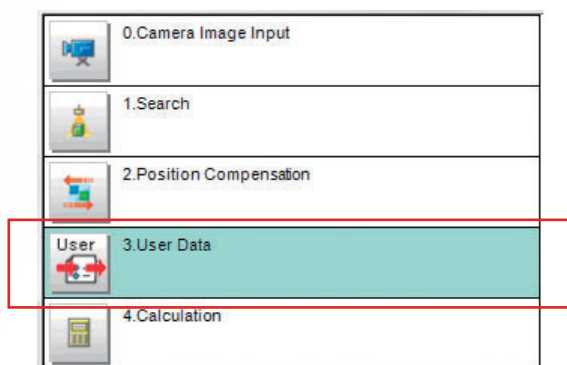 0.Camera Image Input
1.Search
2.Position Compensation
User
3.User Data
4.Calculation